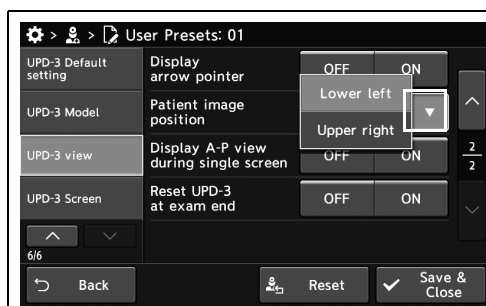 > > User Presets: 01
UPD-3 Default
setting
UPD-3 Model
UPD-3 view
UPD-3 Screen
6/6
Display
arrow pointer
OFF ON
Patient image
position
Lower left
Upper right
Display A-P view
during single screen
OFF ON
Reset UPD-3
at exam end
OFF ON
2
2
Back
Reset
Save &
Close